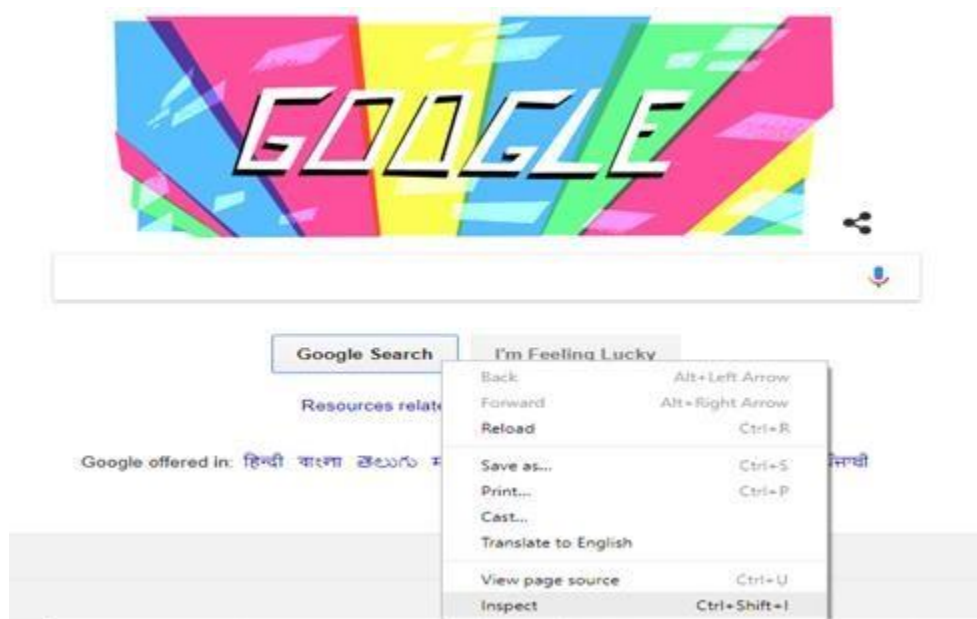 GOOGLE
Google Search I'm Feeling Lucky
Back Alt+Left Arrow
Forward Alt+Right Arrow
Resources relate
Reload Ctrl+R
Google offered in: हिन्दी বাংলা తెలుగు
Save as... Ctrl+S
Print... Ctrl+P
Cast...
Translate to English
View page source Ctrl+U
Inspect Ctrl+Shift+I